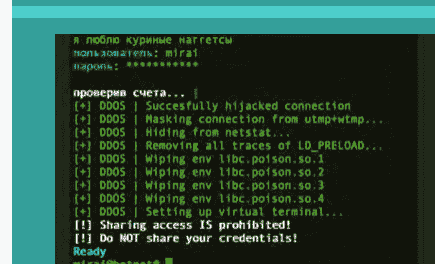 я люблю куриные наггетсы
пользователь: mirai
пароль: ***********
проверив счета... |
[+] DDOS | Succesfully hijacked connection
[+] DDOS | Masking connection from utmp+wtmp...
[+] DDOS | Hiding from netstat...
[+] DDOS | Removing all traces of LD_PRELOAD...
[+] DDOS | Wiping env libc.poison.so.1
[+] DDOS | Wiping env libc.poison.so.2
[+] DDOS | Wiping env libc.poison.so.3
[+] DDOS | Wiping env libc.poison.so.4
[+] DDOS | Setting up virtual terminal...
[!] Sharing access IS prohibited!
[!] Do NOT share your credentials!
Ready
mirai@botnet#